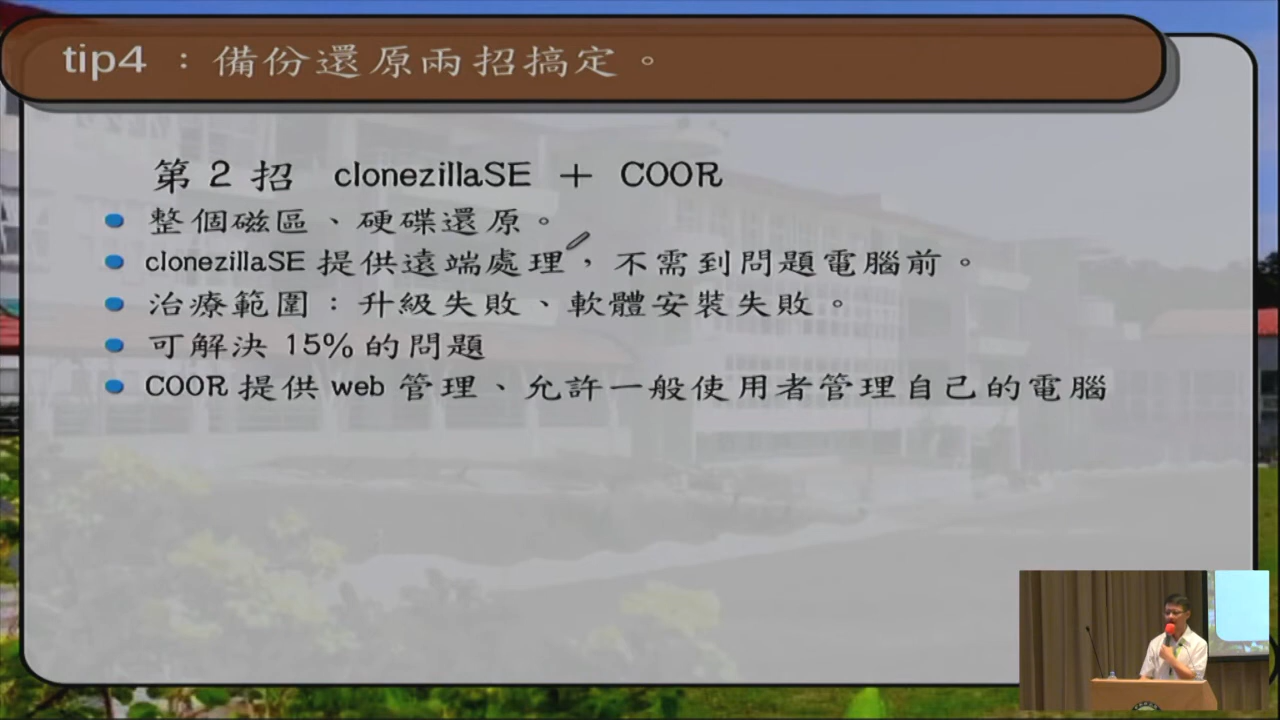 tip4 ：備份還原兩招搞定。
第 2 招 clonezillaSE + COOR
整個磁區、硬碟還原。
clonezillaSE 提供遠端處理，不需到問題電腦前。
治療範圍：升級失敗、軟體安裝失敗。
可解決 15% 的問題
COOR 提供 web 管理、允許一般使用者管理自己的電腦